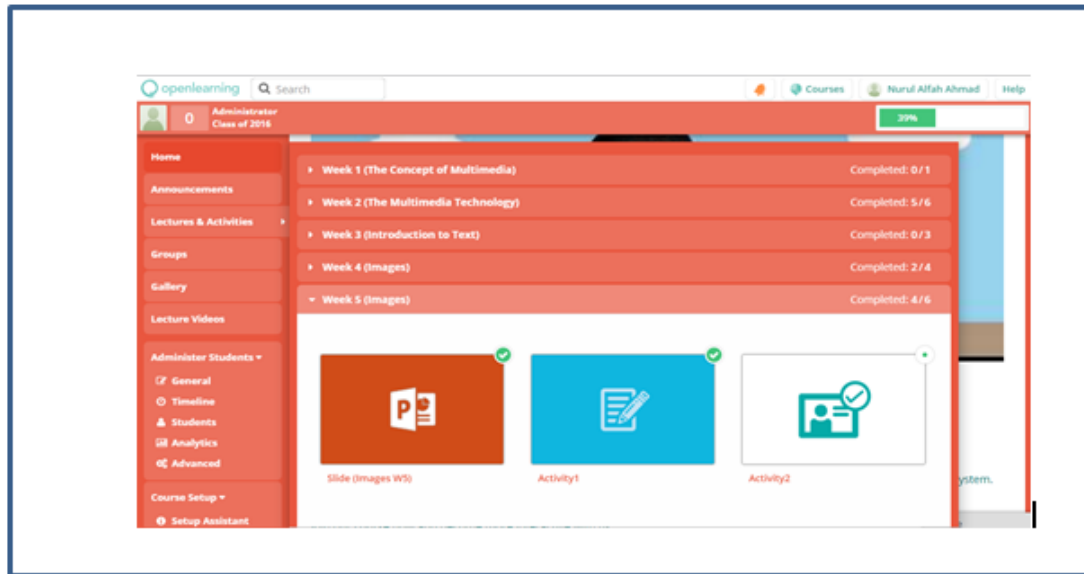 openlearning Search Courses Nurul Alfah Ahmad Help
0 Administrator
Class of 2016
39%
Home
Announcements
Lectures & Activities
Groups
Gallery
Lecture Videos
Administer Students
General
Timeline
Students
Analytics
Advanced
Course Setup
Setup Assistant
Week 1 (The Concept of Multimedia) Completed: 0/1
Week 2 (The Multimedia Technology) Completed: 5/6
Week 3 (Introduction to Text) Completed: 0/3
Week 4 (Images) Completed: 2/4
Week 5 (Images) Completed: 4/6
P
Slide (Images W5) Activity1 Activity2
ystem.